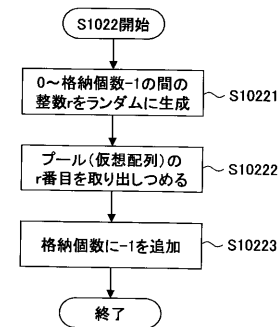 S1022開始
0～格納個数-1の間の
整数rをランダムに生成
S10221
プール(仮想配列)の
r番目を取り出しつめる
S10222
格納個数に-1を追加
S10223
終了